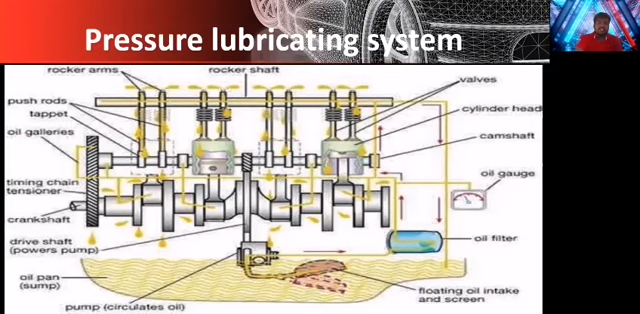 Pressure lubricating system
rocker arms
rocker shaft
push rods
tappet
oil galleries
timing chain
tensioner
crankshaft
drive shaft
(powers pump)
oil pan
(sump)
pump (circulates oil)
valves
cylinder head
camshaft
oil gauge
oil filter
floating oil intake
and screen